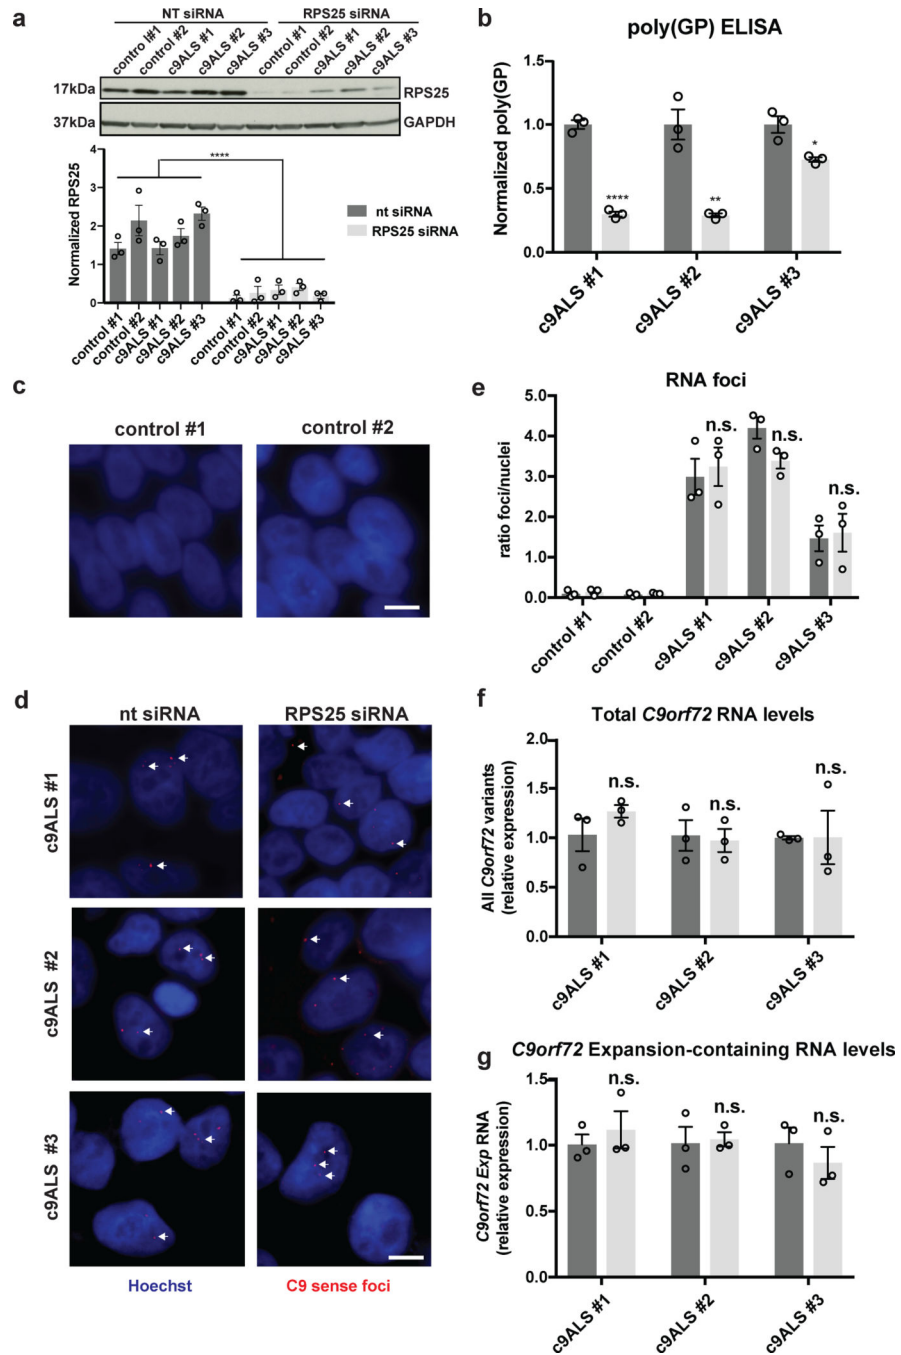 a
NT siRNA
RPS25 siRNA
control#1
control #2
c9ALS #1
c9ALS #2
c9ALS #3
control #1
control #2
c9ALS #1
c9ALS #2
c9ALS #3
17kDa
RPS25
37kDa
GAPDH
Normalized RPS25
4
3
2
1
0
****
nt siRNA
RPS25 siRNA
control #1
control #2
c9ALS #1
c9ALS #2
c9ALS #3
control #1
control #2
c9ALS #1
c9ALS #2
c9ALS #3
b
poly(GP) ELISA
Normalized poly(GP)
1.5
1.0
0.5
0.0
****
**
*
c9ALS #1
c9ALS #2
c9ALS #3
c
control #1
control #2
e
RNA foci
ratio foci/nuclei
5.0
4.0
3.0
2.0
1.0
0.0
n.s.
n.s.
n.s.
control #1
control #2
c9ALS #1
c9ALS #2
c9ALS #3
d
nt siRNA
RPS25 siRNA
c9ALS #1
c9ALS #2
c9ALS #3
Hoechst
C9 sense foci
f
Total C9orf72 RNA levels
All C9orf72 variants
(relative expression)
2.0
1.5
1.0
0.5
0.0
n.s.
n.s.
n.s.
c9ALS #1
c9ALS #2
c9ALS #3
g
C9orf72 Expansion-containing RNA levels
C9orf72 Exp RNA
(relative expression)
1.5
1.0
0.5
0.0
n.s.
n.s.
n.s.
c9ALS #1
c9ALS #2
c9ALS #3